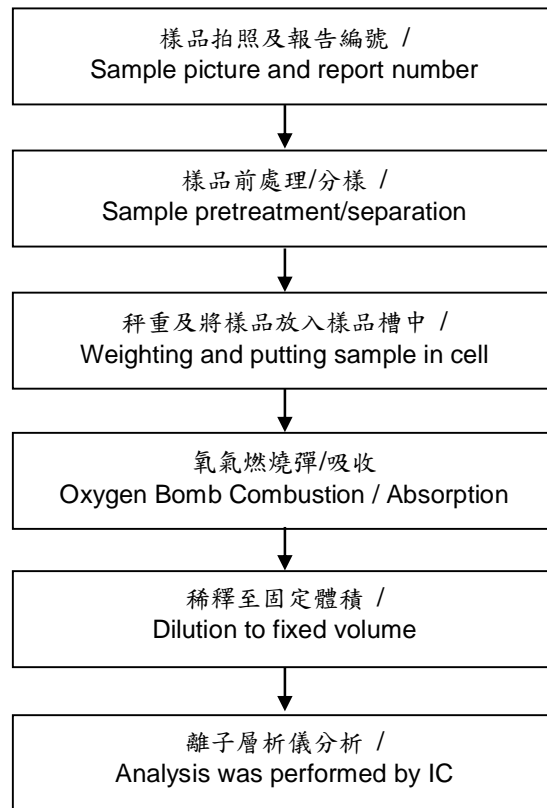 樣品拍照及報告編號 /
Sample picture and report number
樣品前處理/分樣 /
Sample pretreatment/separation
秤重及將樣品放入樣品槽中 /
Weighting and putting sample in cell
氧氣燃燒彈/吸收
Oxygen Bomb Combustion / Absorption
稀釋至固定體積 /
Dilution to fixed volume
離子層析儀分析 /
Analysis was performed by IC